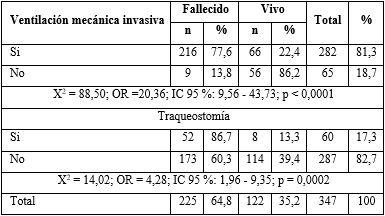 Ventilación mecánica invasiva Fallecido Vivo Total %
n % n %
Si 216 77,6 66 22,4 282 81,3
No 9 13,8 56 86,2 65 18,7
X² = 88,50; OR =20,36; IC 95 %: 9,56 - 43,73; p < 0,0001
Traqueostomía
Si 52 86,7 8 13,3 60 17,3
No 173 60,3 114 39,4 287 82,7
X² = 14,02; OR = 4,28; IC 95 %: 1,96 - 9,35; p = 0,0002
Total 225 64,8 122 35,2 347 100